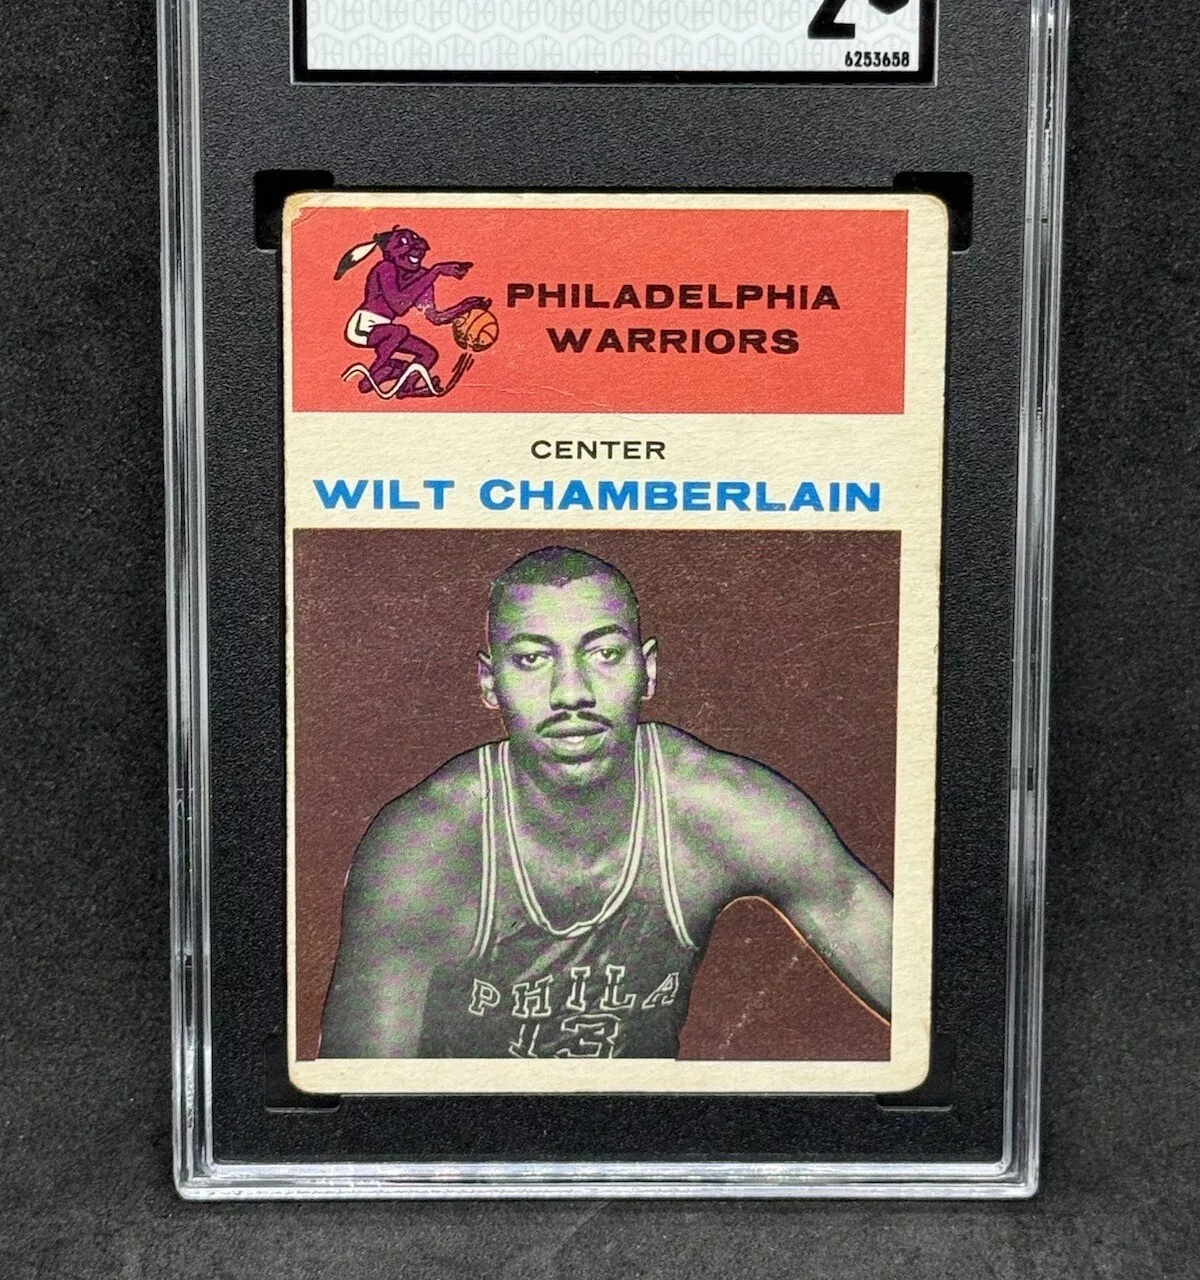 2
6253658
PHILADELPHIA
WARRIORS
CENTER
WILT CHAMBERLAIN
PHILA
13